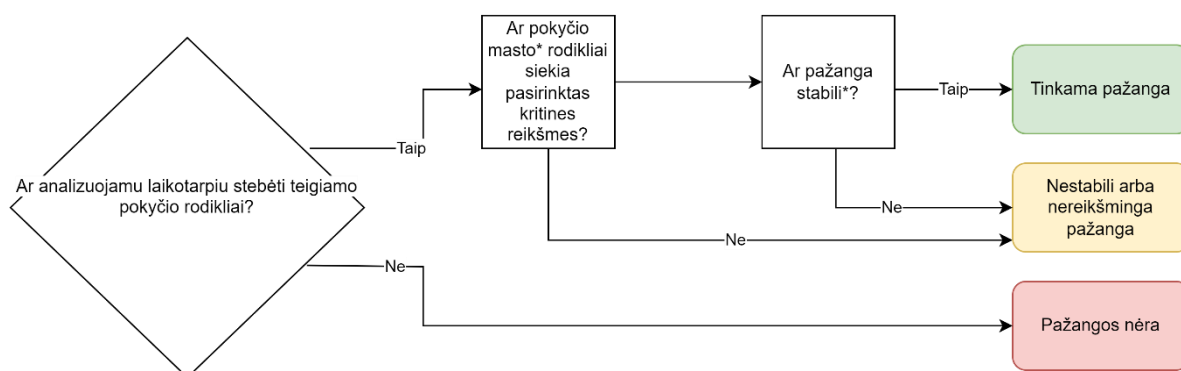 Ar analizuojamu laikotarpiu stebėti teigiamo
pokyčio rodikliai?
Taip
Ne
Ar pokyčio
masto* rodikliai
siekia
pasirinktas
kritines
reikšmes?
Ne
Ar pažanga
stabili*?
Taip
Ne
Tinkama pažanga
Nestabili arba
nereikšminga
pažanga
Pažangos nėra